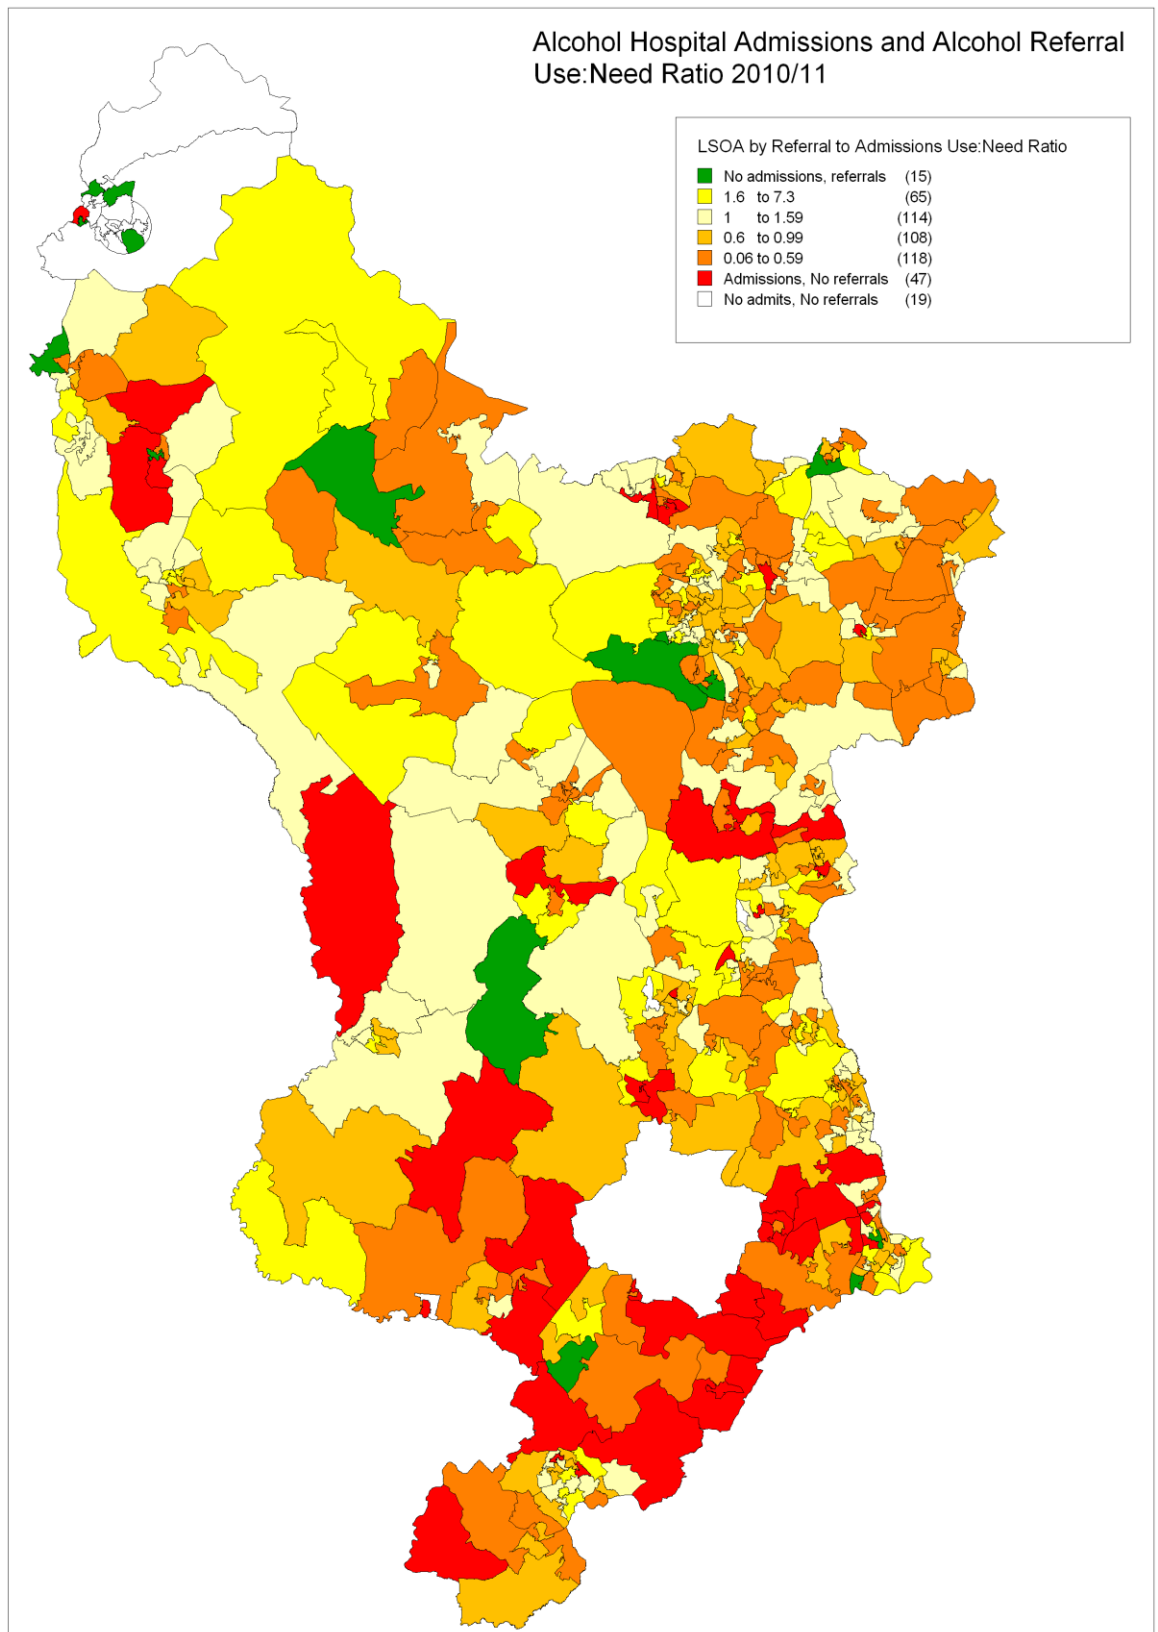 Alcohol Hospital Admissions and Alcohol Referral
Use:Need Ratio 2010/11
LSOA by Referral to Admissions Use:Need Ratio
No admissions, referrals (15)
1.6 to 7.3 (65)
1 to 1.59 (114)
0.6 to 0.99 (108)
0.06 to 0.59 (118)
Admissions, No referrals (47)
No admits, No referrals (19)